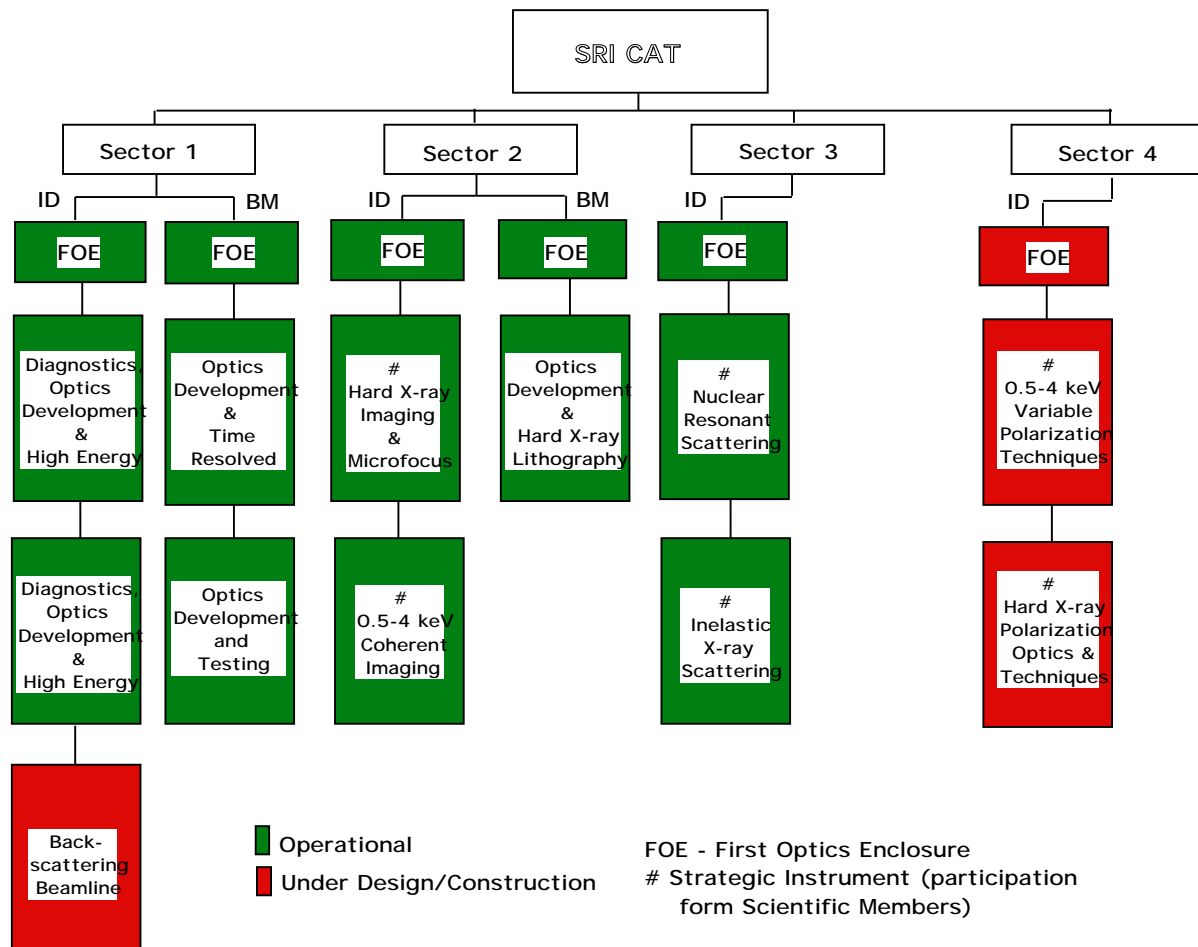 SRI CAT
Sector 1
Sector 2
Sector 3
Sector 4
ID
BM
ID
BM
ID
ID
FOE
FOE
FOE
FOE
FOE
FOE
Diagnostics,
Optics
Development
&
High Energy
Optics
Development
&
Time
Resolved
#
Hard X-ray
Imaging
&
Microfocus
Optics
Development
&
Hard X-ray
Lithography
#
Nuclear
Resonant
Scattering
#
0.5-4 keV
Variable
Polarization
Techniques
Diagnostics,
Optics
Development
&
High Energy
Optics
Development
and
Testing
#
0.5-4 keV
Coherent
Imaging
#
Inelastic
X-ray
Scattering
#
Hard X-ray
Polarization
Optics &
Techniques
Back-
scattering
Beamline
Operational
Under Design/Construction
FOE - First Optics Enclosure
# Strategic Instrument (participation
form Scientific Members)